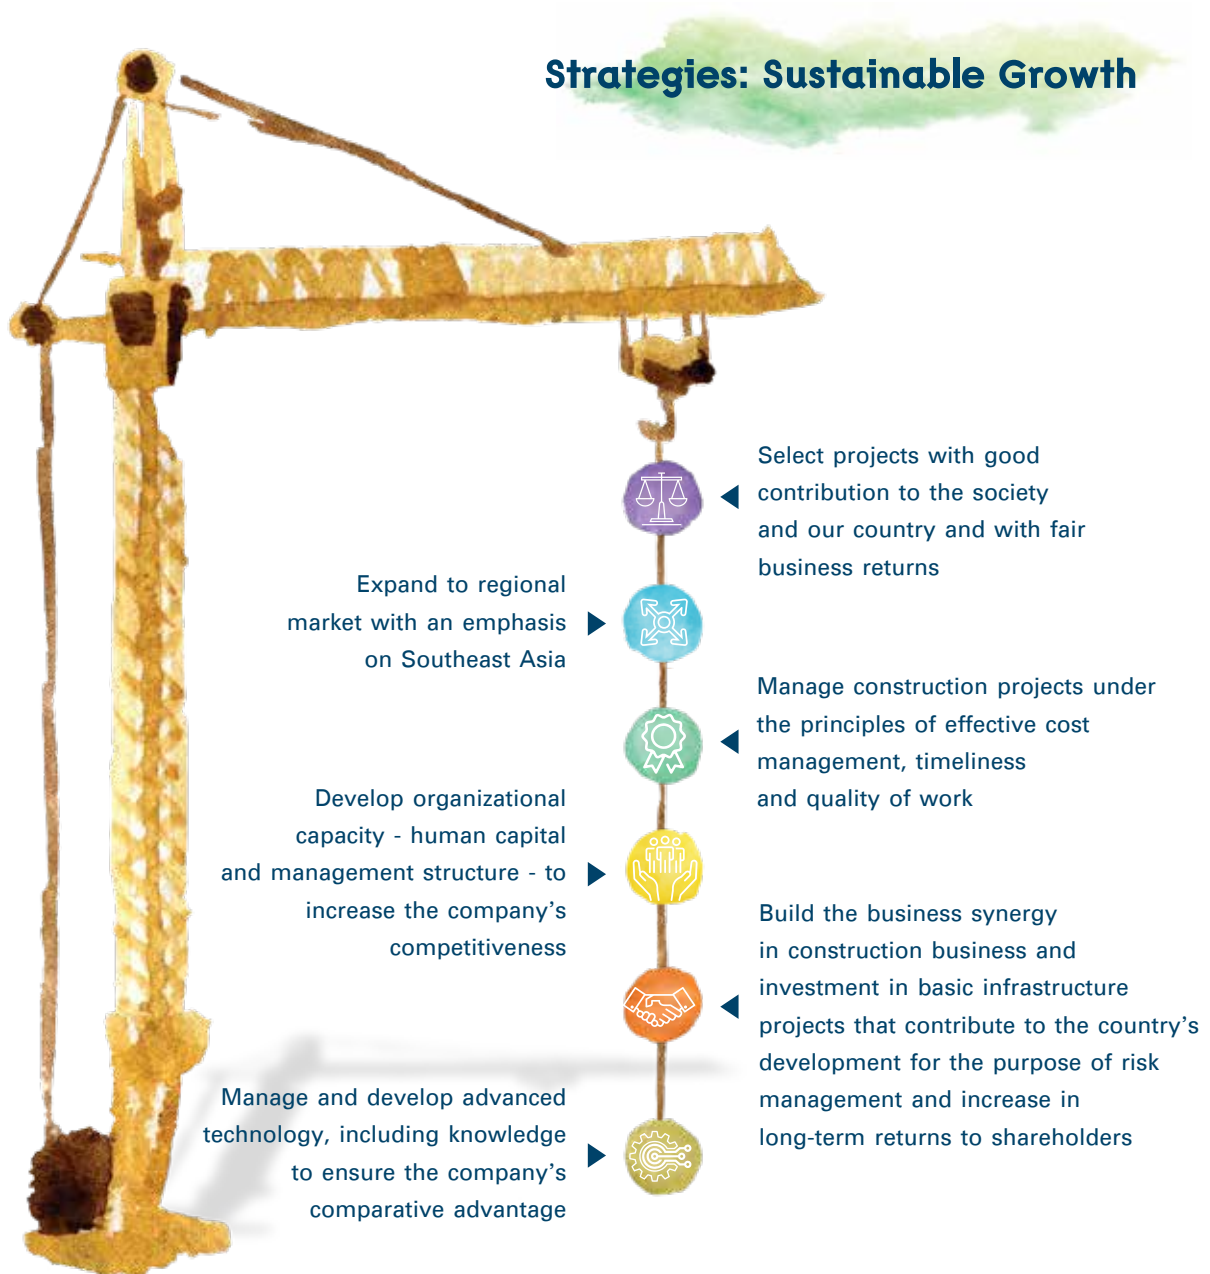 Strategies: Sustainable Growth
Select projects with good
contribution to the society
and our country and with fair
business returns
Expand to regional
market with an emphasis
on Southeast Asia
Manage construction projects under
the principles of effective cost
management, timeliness
and quality of work
Develop organizational
capacity - human capital
and management structure - to
increase the company's
competitiveness
Build the business synergy
in construction business and
investment in basic infrastructure
projects that contribute to the country's
development for the purpose of risk
management and increase in
long-term returns to shareholders
Manage and develop advanced
technology, including knowledge
to ensure the company's
comparative advantage